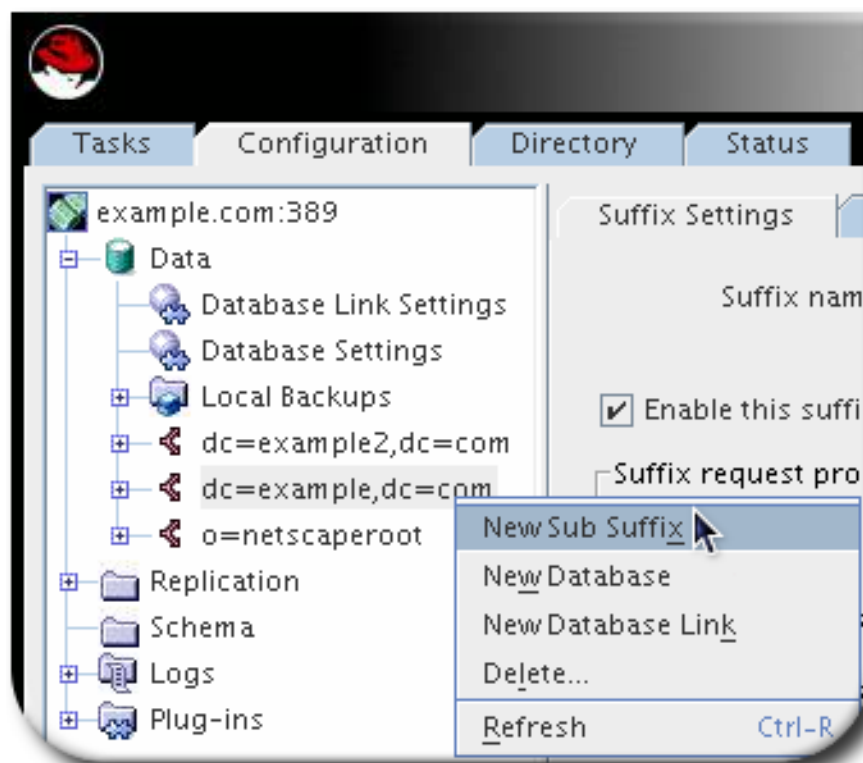 Tasks Configuration Directory Status
example.com:389
Data
Database Link Settings
Database Settings
Local Backups
dc=example2,dc=com
dc=example,dc=com
o=netscaperoot
Replication
Schema
Logs
Plug-ins
Suffix Settings
Suffix nam
Enable this suffi
Suffix request pro
New Sub Suffix
New Database
New Database Link
Delete...
Refresh Ctrl-R